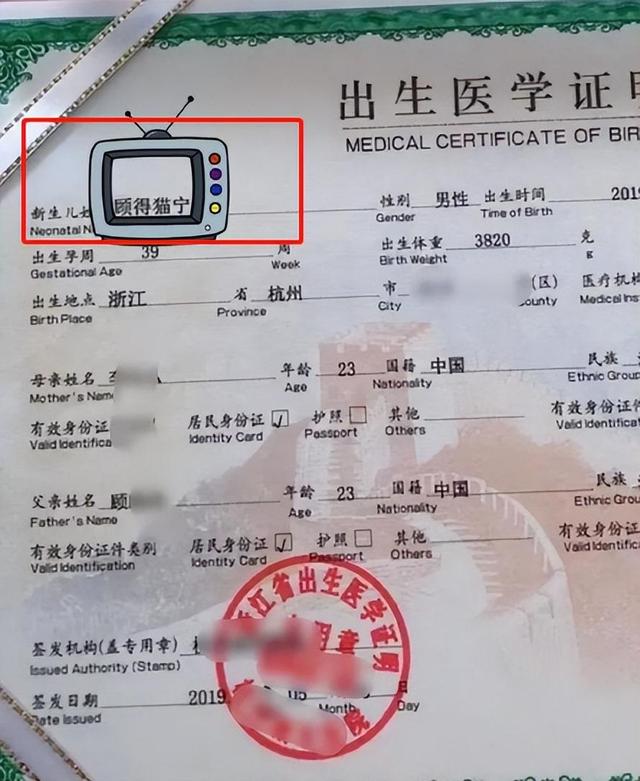 出生医学证明
MEDICAL CERTIFICATE OF BIR
新生儿姓 顾得猫宁 性别 男性 出生时间 2019
Neonatal N Gender Time of Birth
出生孕周 39 周 出生体重 3820 克
Gestational Age Week Birth Weight g
出生地点 浙江 省 杭州 市 (区) 医疗机构
Birth Place Province City ounty Medical Inst
母亲姓名 年龄 23 国籍 中国 民族
Mother's Name Age Nationality Ethnic Group
有效身份证 居民身份证 ✓ 护照 □ 其他 有效身份证件
Valid Identifica Identity Card Passport Others Valid Identificat
父亲姓名 顾 年龄 23 国籍 中国 民族
Father's Name Age Nationality Ethnic Group
有效身份证件类别 居民身份证 ✓ 护照 □ 其他 有效身份证件
Valid Identification Identity Card Passport Others Valid Identificat
江省出生医学证明
用章
院
签发机构(盖专用章)
Issued Authority (Stamp)
签发日期 2019 05 日
Date Issued Month Day